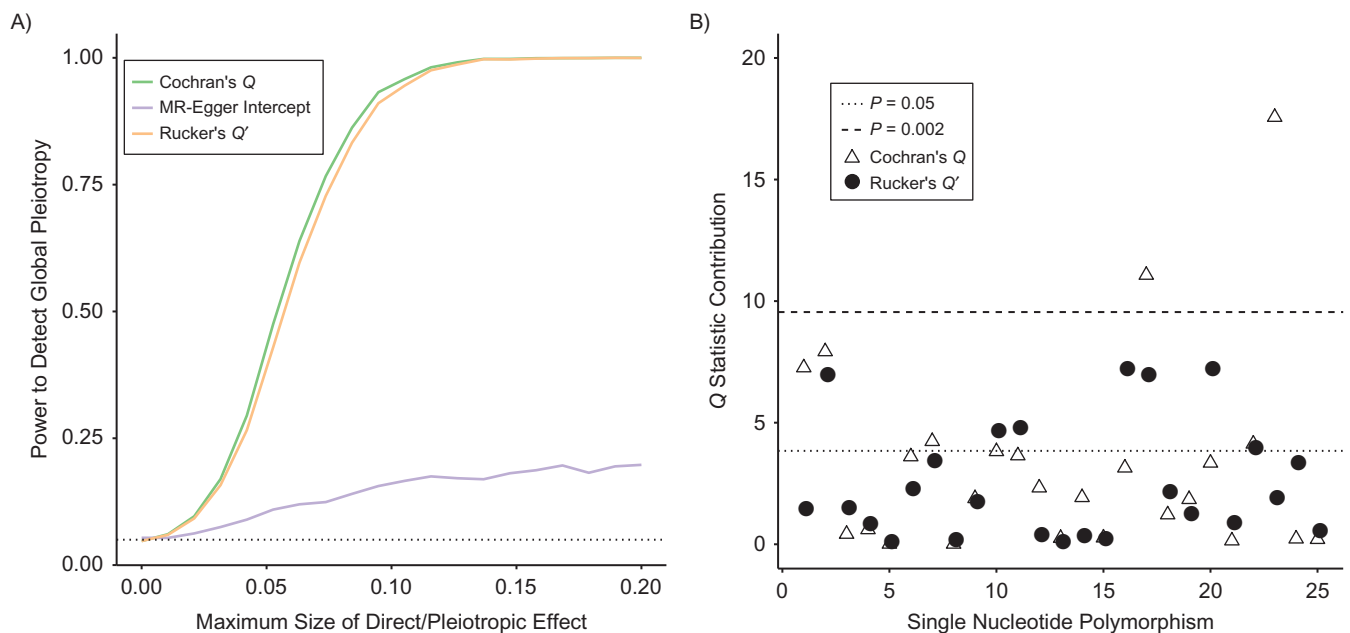 A)
1.00
0.75
0.50
0.25
0.00
Power to Detect Global Pleiotropy
Cochran's Q
MR-Egger Intercept
Rucker's Q′
0.00
0.05
0.10
0.15
0.20
Maximum Size of Direct/Pleiotropic Effect
B)
20
15
10
5
0
Q Statistic Contribution
P = 0.05
P = 0.002
Cochran's Q
Rucker's Q′
0
5
10
15
20
25
Single Nucleotide Polymorphism